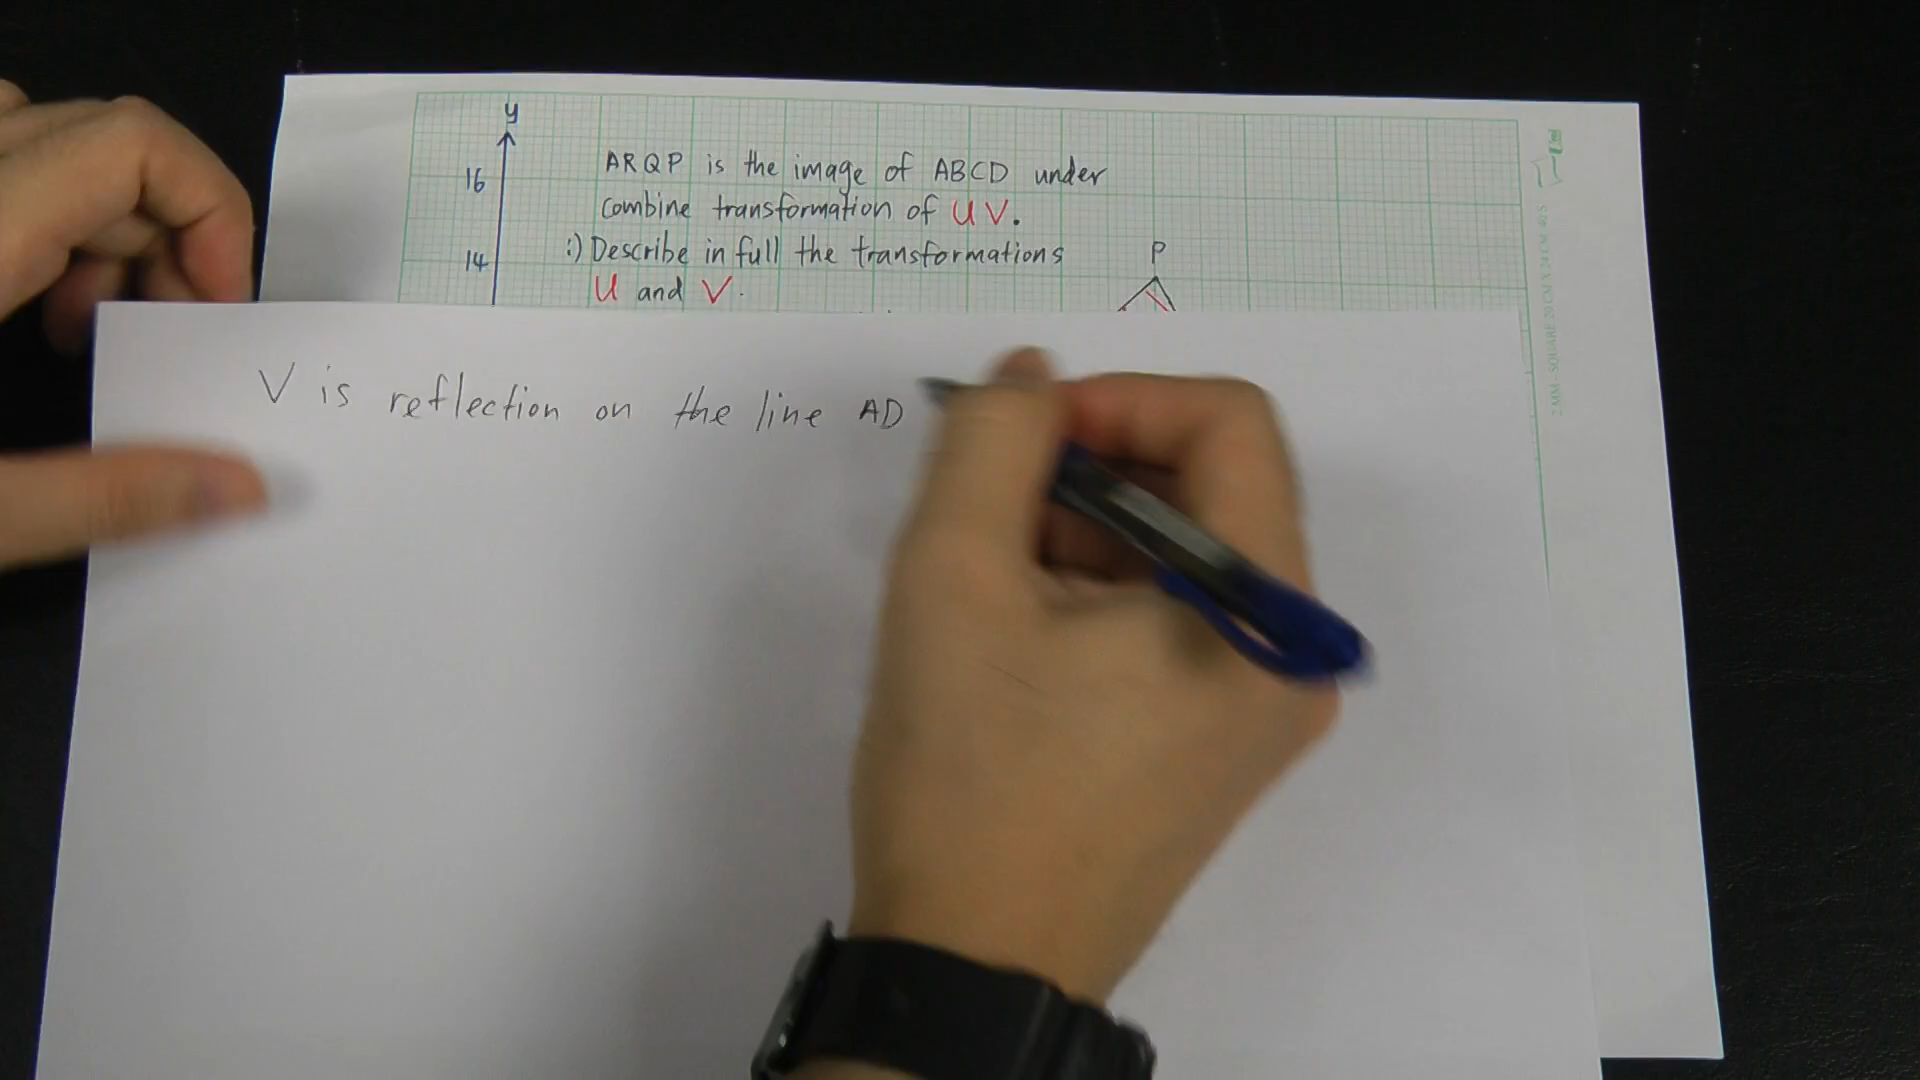 y
16
ARQP is the image of ABCD under
combine transformation of UV.
14
i) Describe in full the transformations
U and V.
P
V is reflection on the line AD